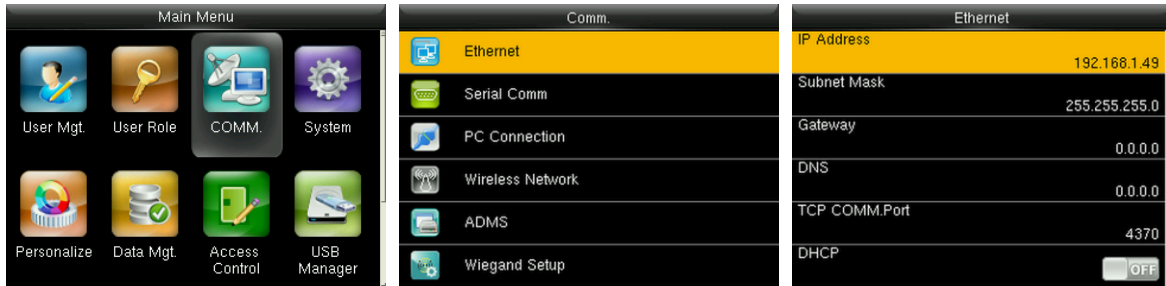 Main Menu
User Mgt.
User Role
COMM.
System
Personalize
Data Mgt.
Access
Control
USB
Manager
Comm.
Ethernet
Serial Comm
PC Connection
Wireless Network
ADMS
Wiegand Setup
Ethernet
IP Address
192.168.1.49
Subnet Mask
255.255.255.0
Gateway
0.0.0.0
DNS
0.0.0.0
TCP COMM.Port
4370
DHCP
OFF